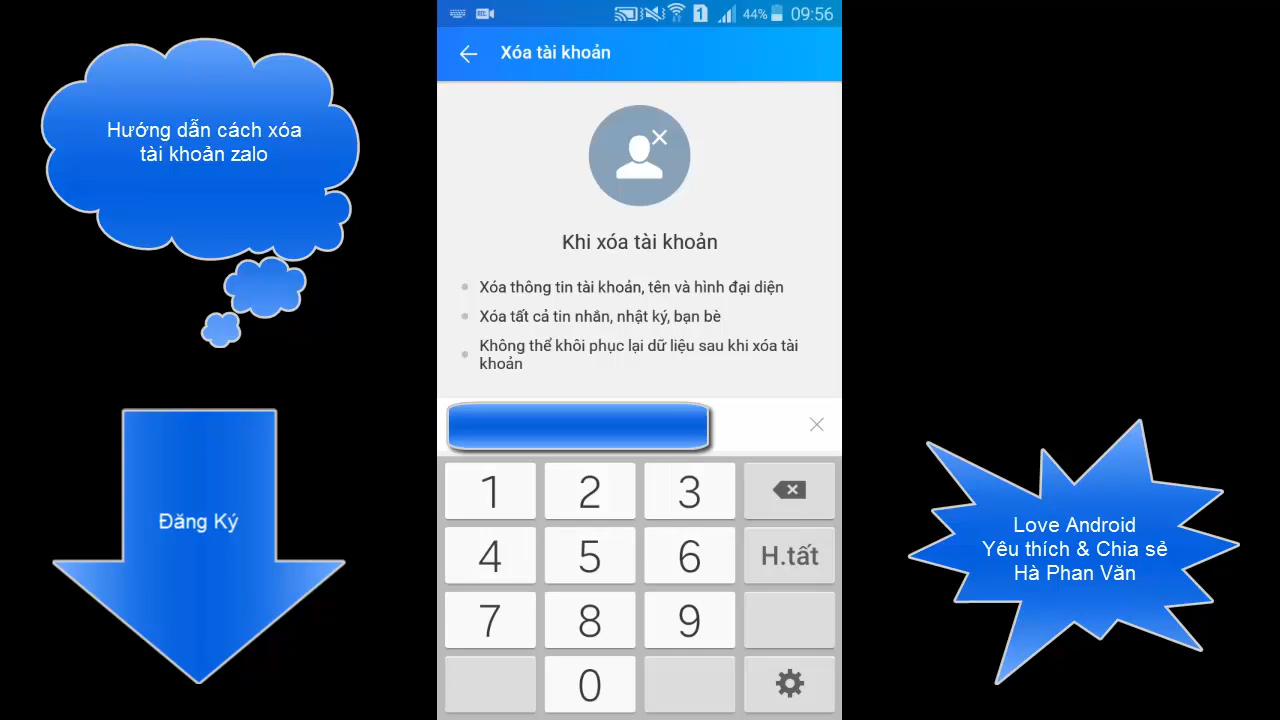 Hướng dẫn cách xóa
tài khoản zalo
Đăng Ký
1
44%
09:56
Xóa tài khoản
Khi xóa tài khoản
Xóa thông tin tài khoản, tên và hình đại diện
Xóa tất cả tin nhắn, nhật ký, bạn bè
Không thể khôi phục lại dữ liệu sau khi xóa tài
khoản
1 2 3
4 5 6 H.tất
7 8 9
0
Love Android
Yêu thích & Chia sẻ
Hà Phan Văn